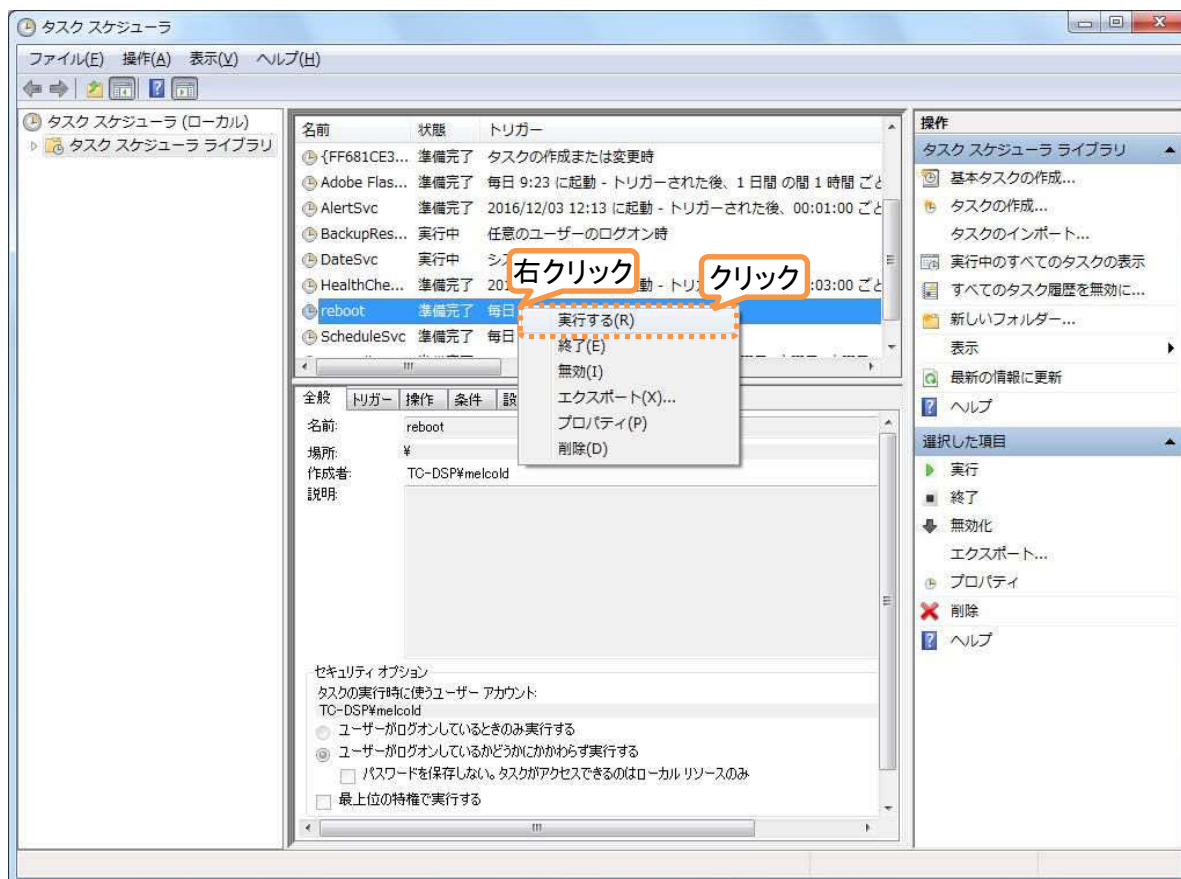 タスク スケジューラ
ファイル(F) 操作(A) 表示(V) ヘルプ(H)
タスク スケジューラ (ローカル)
タスク スケジューラ ライブラリ
名前 状態 トリガー
{FF681CE3... 準備完了 タスクの作成または変更時
Adobe Flas... 準備完了 毎日 9:23 に起動 - トリガーされた後、1 日間 の間 1 時間 ごと
AlertSvc 準備完了 2016/12/03 12:13 に起動 - トリガーされた後、00:01:00 ごと
BackupRes... 実行中 任意のユーザーのログオン時
DateSvc 実行中 シス
HealthChe... 準備完了 201 動 - トリガ :03:00 ごと
reboot 準備完了 毎日
ScheduleSvc 準備完了 毎日
右クリック
クリック
実行する(R)
終了(E)
無効(I)
エクスポート(X)...
プロパティ(P)
削除(D)
全般 トリガー 操作 条件 設
名前: reboot
場所: ¥
作成者: TC-DSP¥melcold
説明:
セキュリティ オプション
タスクの実行時に使うユーザー アカウント:
TC-DSP¥melcold
ユーザーがログオンしているときのみ実行する
ユーザーがログオンしているかどうかにかかわらず実行する
パスワードを保存しない。タスクがアクセスできるのはローカル リソースのみ
最上位の特権で実行する
操作
タスク スケジューラ ライブラリ
基本タスクの作成...
タスクの作成...
タスクのインポート...
実行中のすべてのタスクの表示
すべてのタスク履歴を無効に...
新しいフォルダー...
表示
最新の情報に更新
ヘルプ
選択した項目
実行
終了
無効化
エクスポート...
プロパティ
削除
ヘルプ